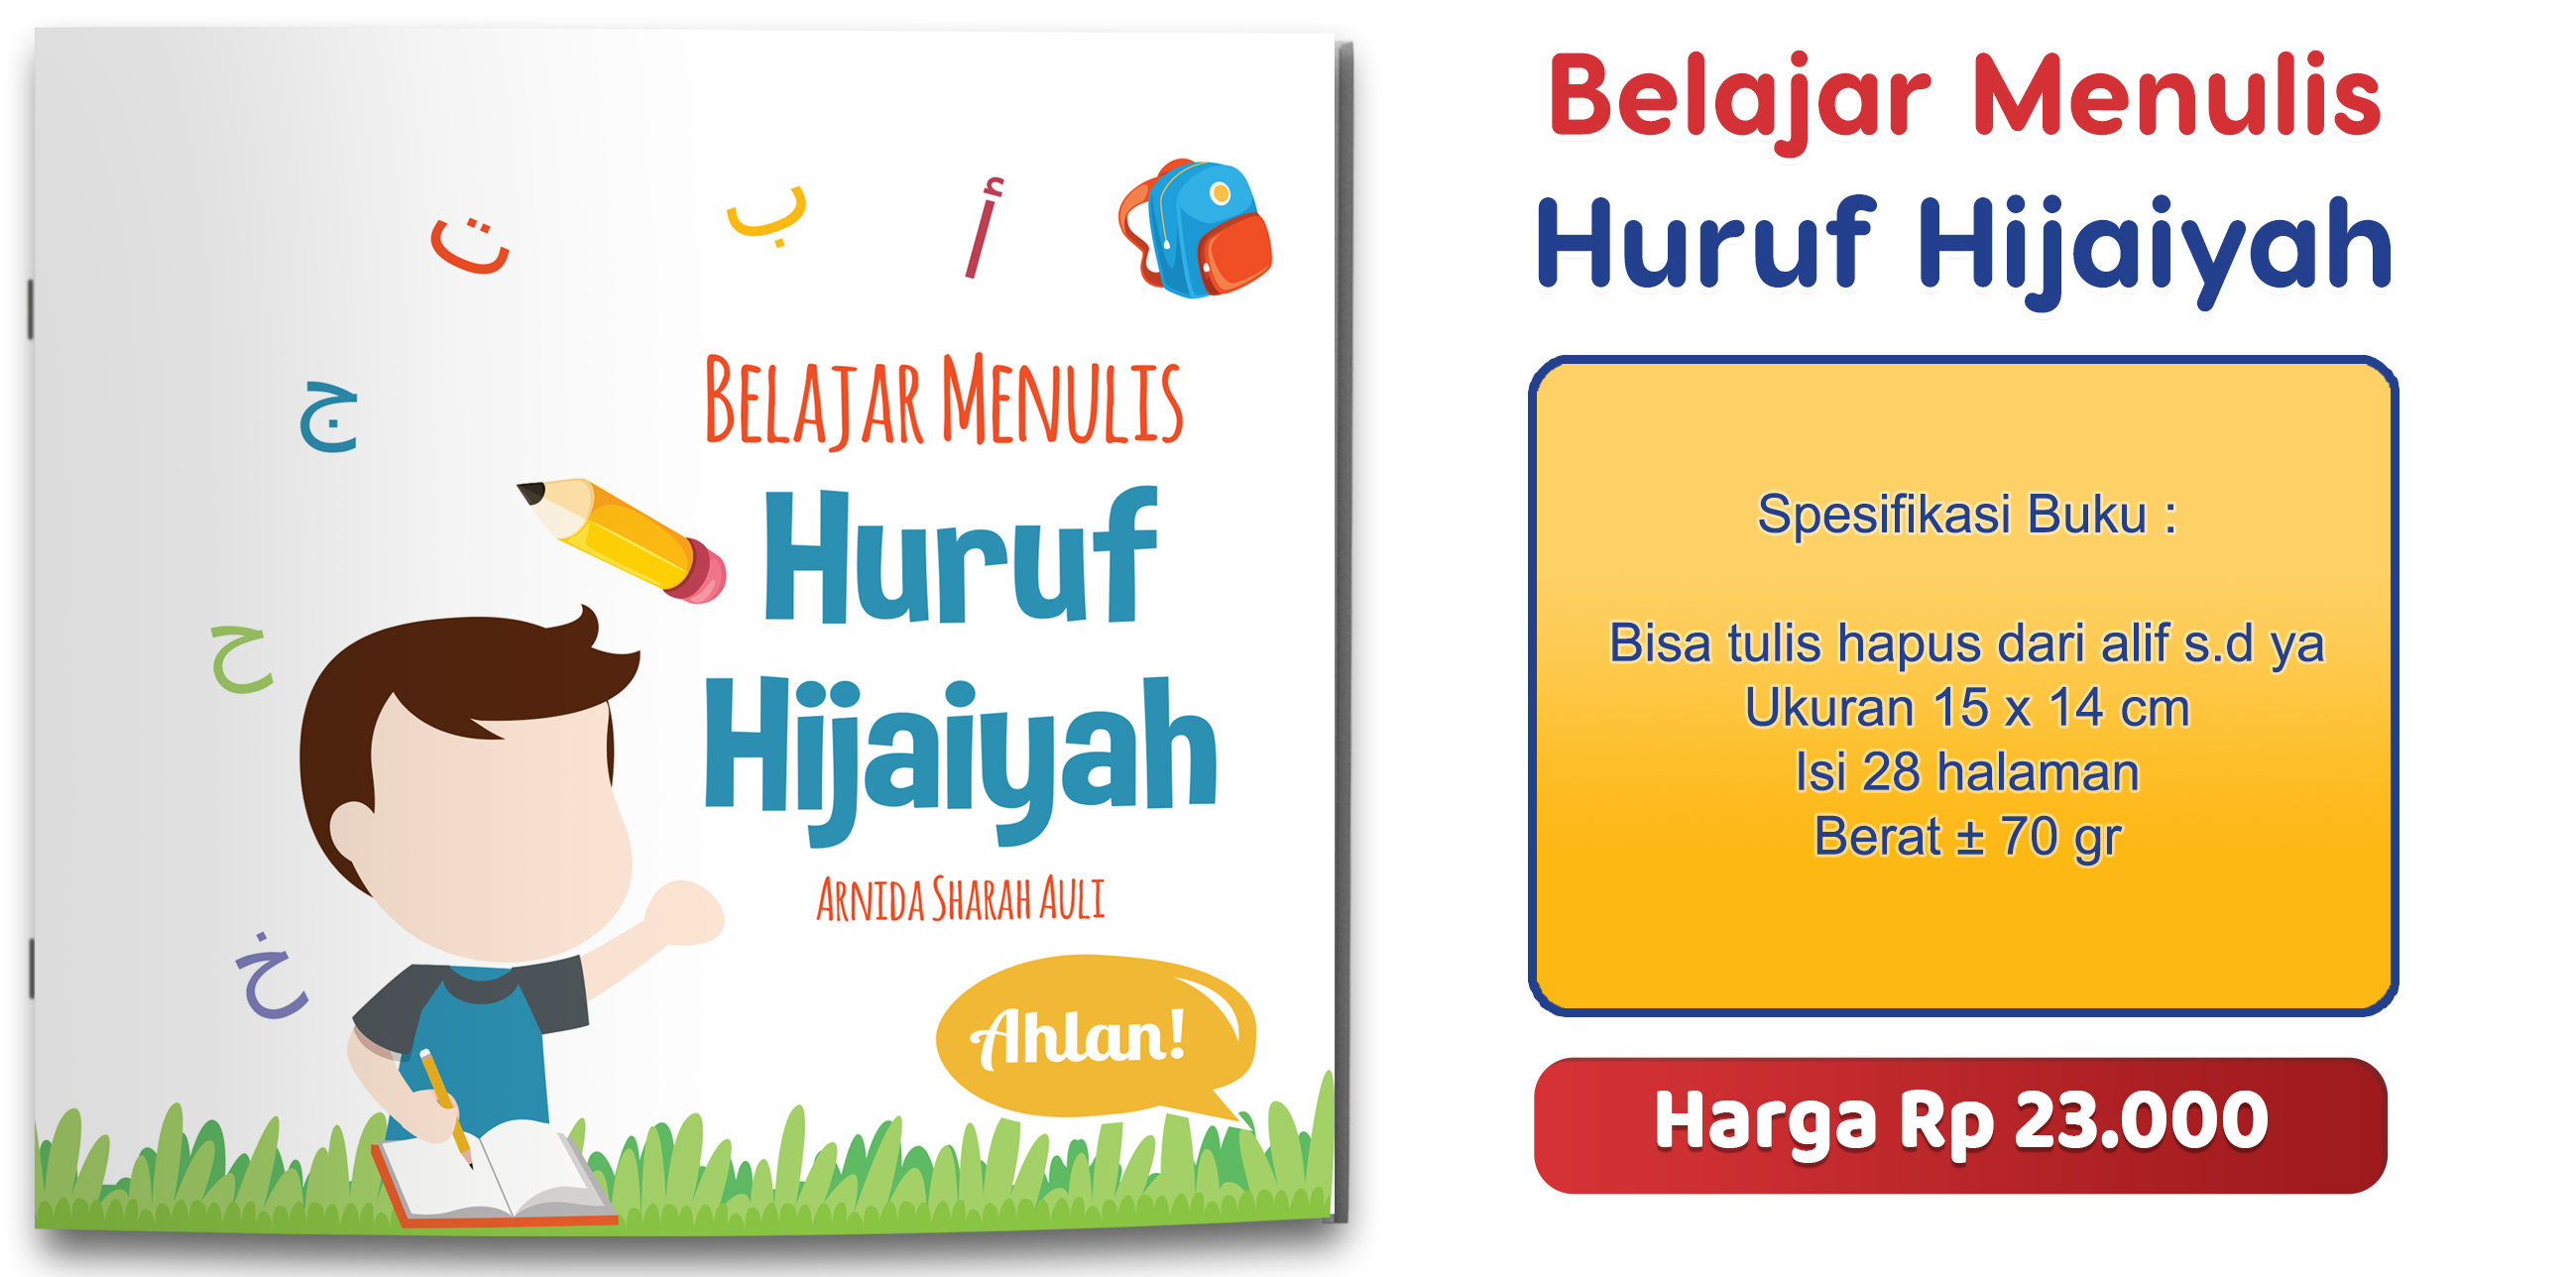 أ
ب
ت
ج
ح
خ
Belajar Menulis
Huruf
Hijaiyah
Arnida Sharah Auli
Ahlan!
Belajar Menulis
Huruf Hijaiyah
Spesifikasi Buku :
Bisa tulis hapus dari alif s.d ya
Ukuran 15 x 14 cm
Isi 28 halaman
Berat ± 70 gr
Harga Rp 23.000